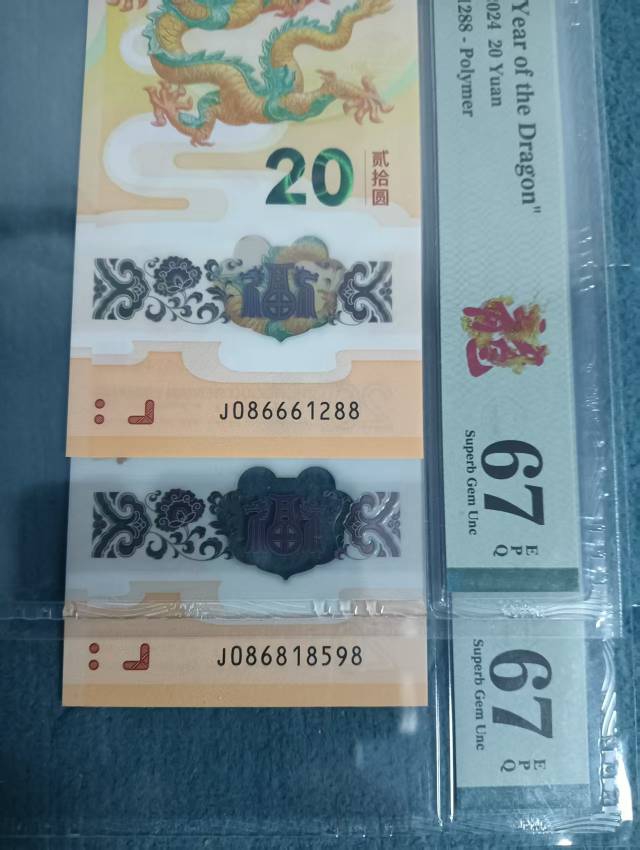 20
贰拾圆
J086661288
J086818598
Year of the Dragon"
2024 20 Yuan
1288 - Polymer
67
EPQ
Superb Gem Unc
67
EPQ
Superb Gem Unc